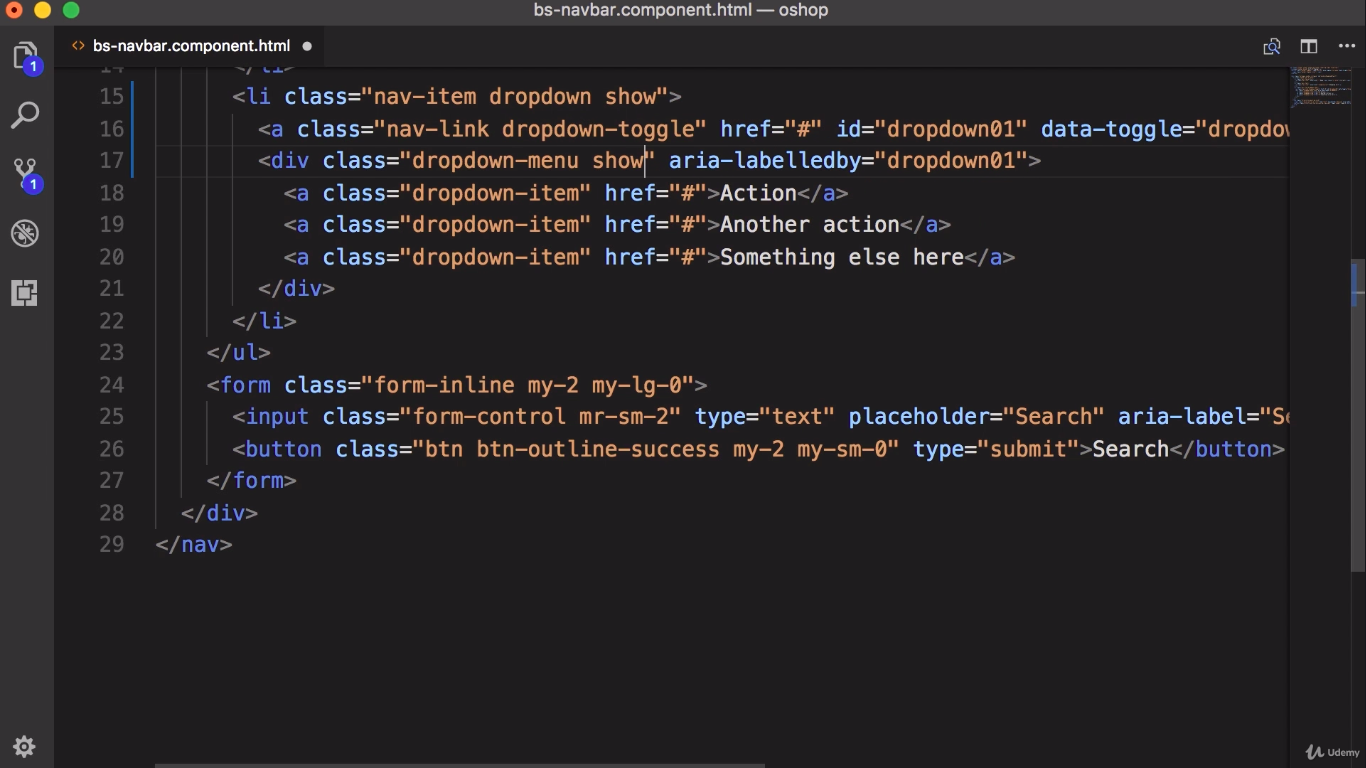 bs-navbar.component.html — oshop
<> bs-navbar.component.html ●
14 </li>
15 <li class="nav-item dropdown show">
16 <a class="nav-link dropdown-toggle" href="#" id="dropdown01" data-toggle="dropdow
17 <div class="dropdown-menu show" aria-labelledby="dropdown01">
18 <a class="dropdown-item" href="#">Action</a>
19 <a class="dropdown-item" href="#">Another action</a>
20 <a class="dropdown-item" href="#">Something else here</a>
21 </div>
22 </li>
23 </ul>
24 <form class="form-inline my-2 my-lg-0">
25 <input class="form-control mr-sm-2" type="text" placeholder="Search" aria-label="Se
26 <button class="btn btn-outline-success my-2 my-sm-0" type="submit">Search</button>
27 </form>
28 </div>
29 </nav>
1
1
Udemy